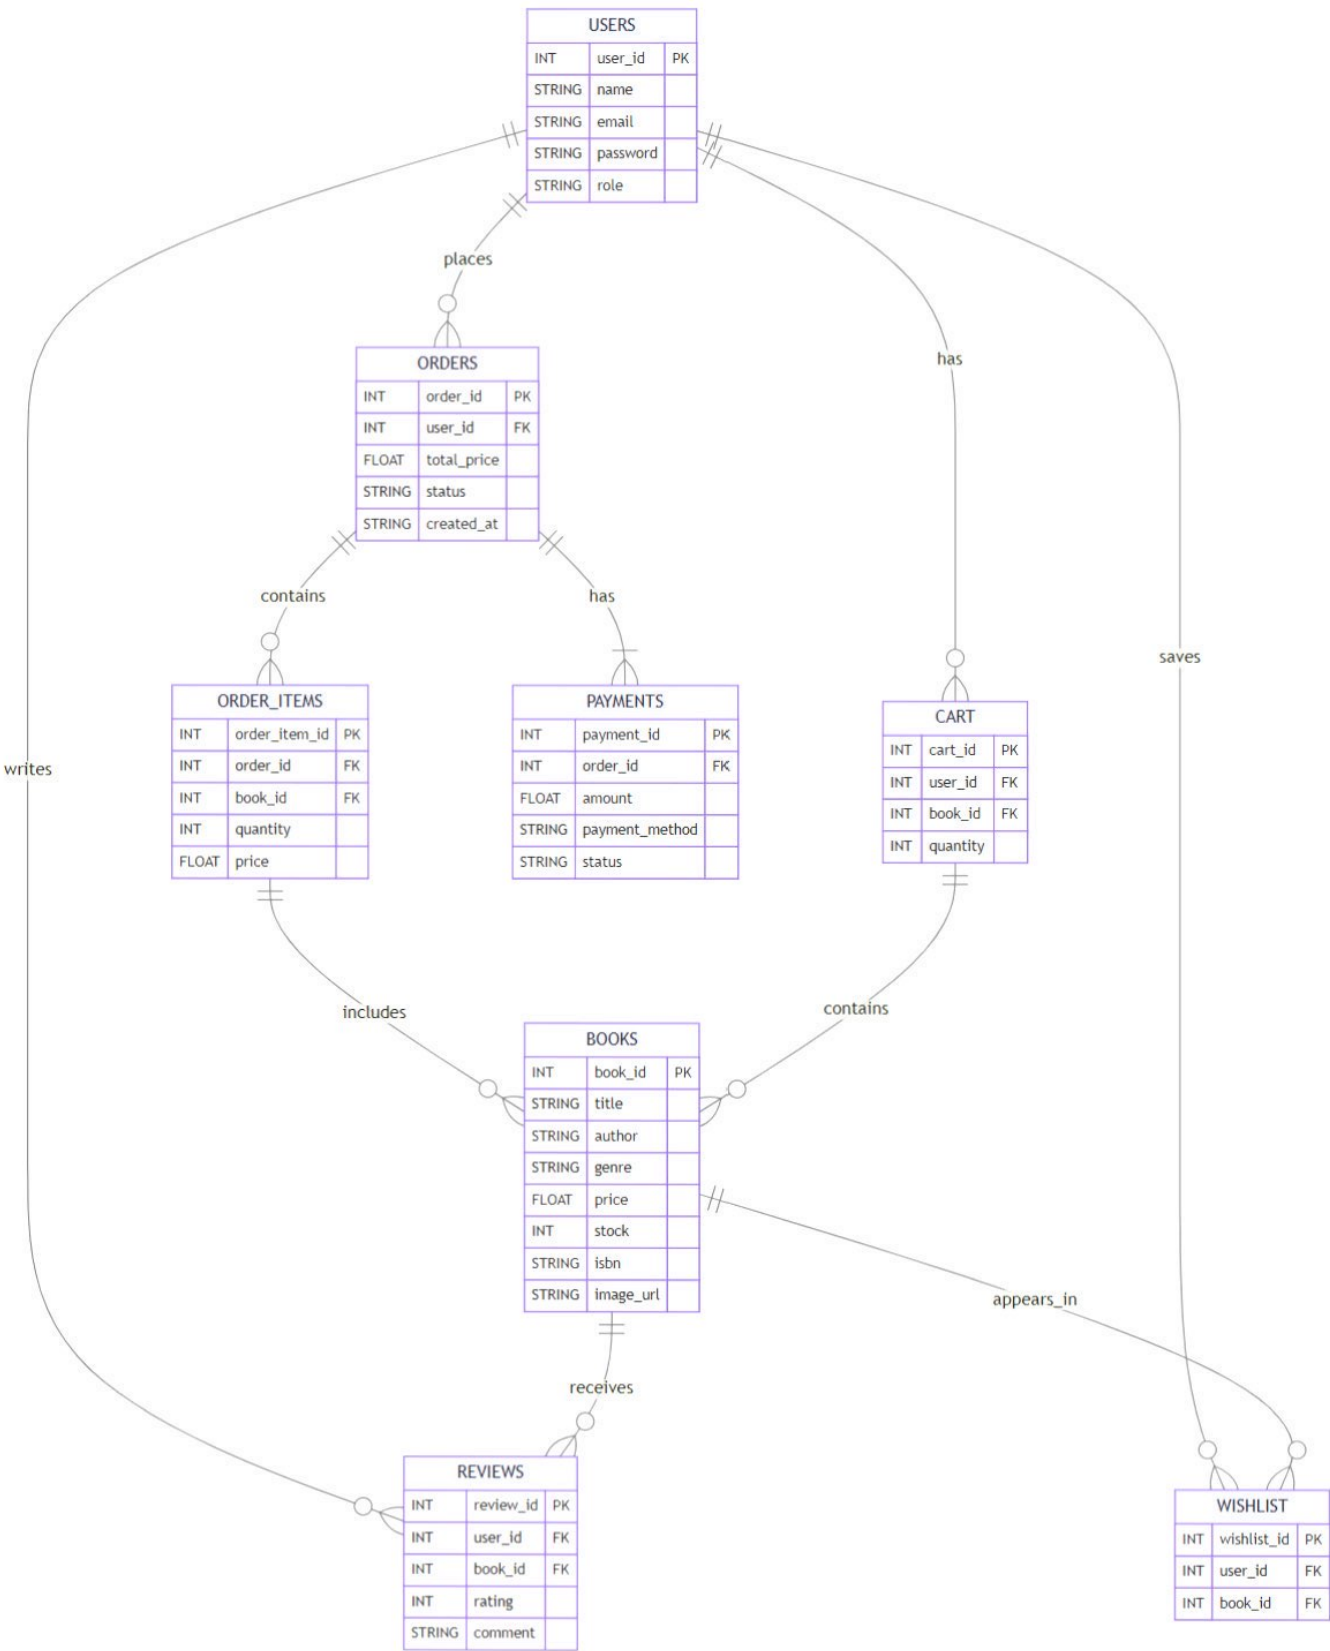 USERS
INT user_id PK
STRING name
STRING email
STRING password
STRING role
places
has
ORDERS
INT order_id PK
INT user_id FK
FLOAT total_price
STRING status
STRING created_at
contains
has
saves
writes
ORDER_ITEMS
INT order_item_id PK
INT order_id FK
INT book_id FK
INT quantity
FLOAT price
PAYMENTS
INT payment_id PK
INT order_id FK
FLOAT amount
STRING payment_method
STRING status
CART
INT cart_id PK
INT user_id FK
INT book_id FK
INT quantity
includes
contains
BOOKS
INT book_id PK
STRING title
STRING author
STRING genre
FLOAT price
INT stock
STRING isbn
STRING image_url
appears_in
receives
REVIEWS
INT review_id PK
INT user_id FK
INT book_id FK
INT rating
STRING comment
WISHLIST
INT wishlist_id PK
INT user_id FK
INT book_id FK